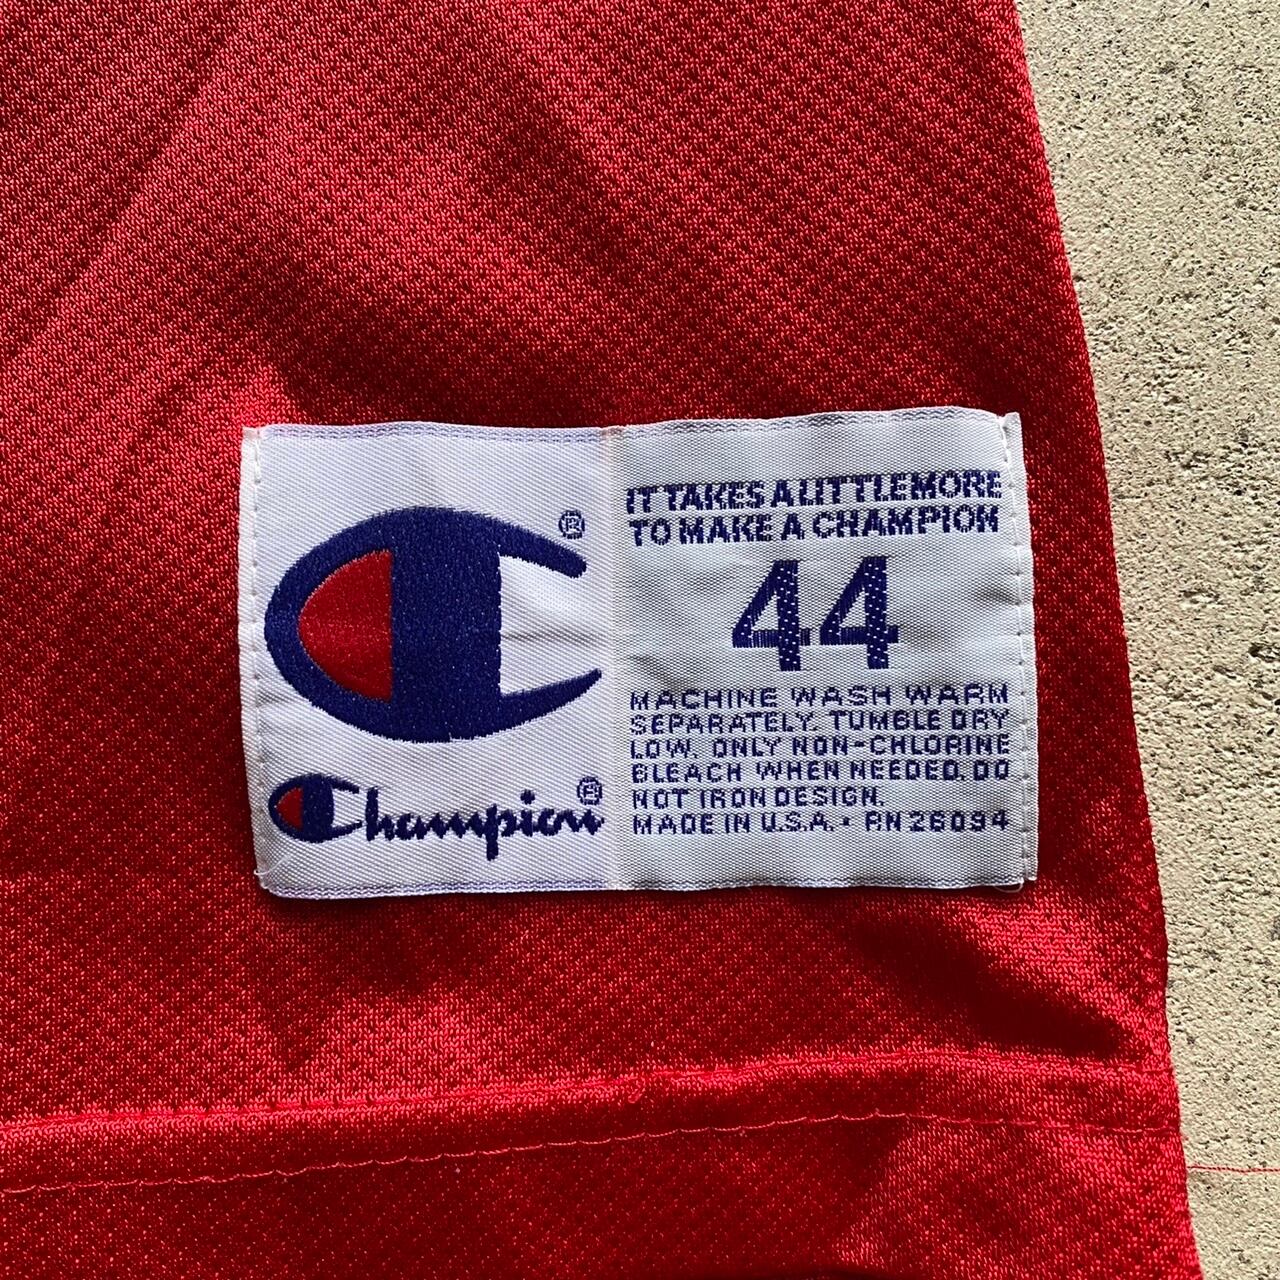 Champion
IT TAKES A LITTLE MORE
TO MAKE A CHAMPION
44
MACHINE WASH WARM
SEPARATELY. TUMBLE DRY
LOW. ONLY NON-CHLORINE
BLEACH WHEN NEEDED. DO
NOT IRON DESIGN.
MADE IN U.S.A. • RN 26094